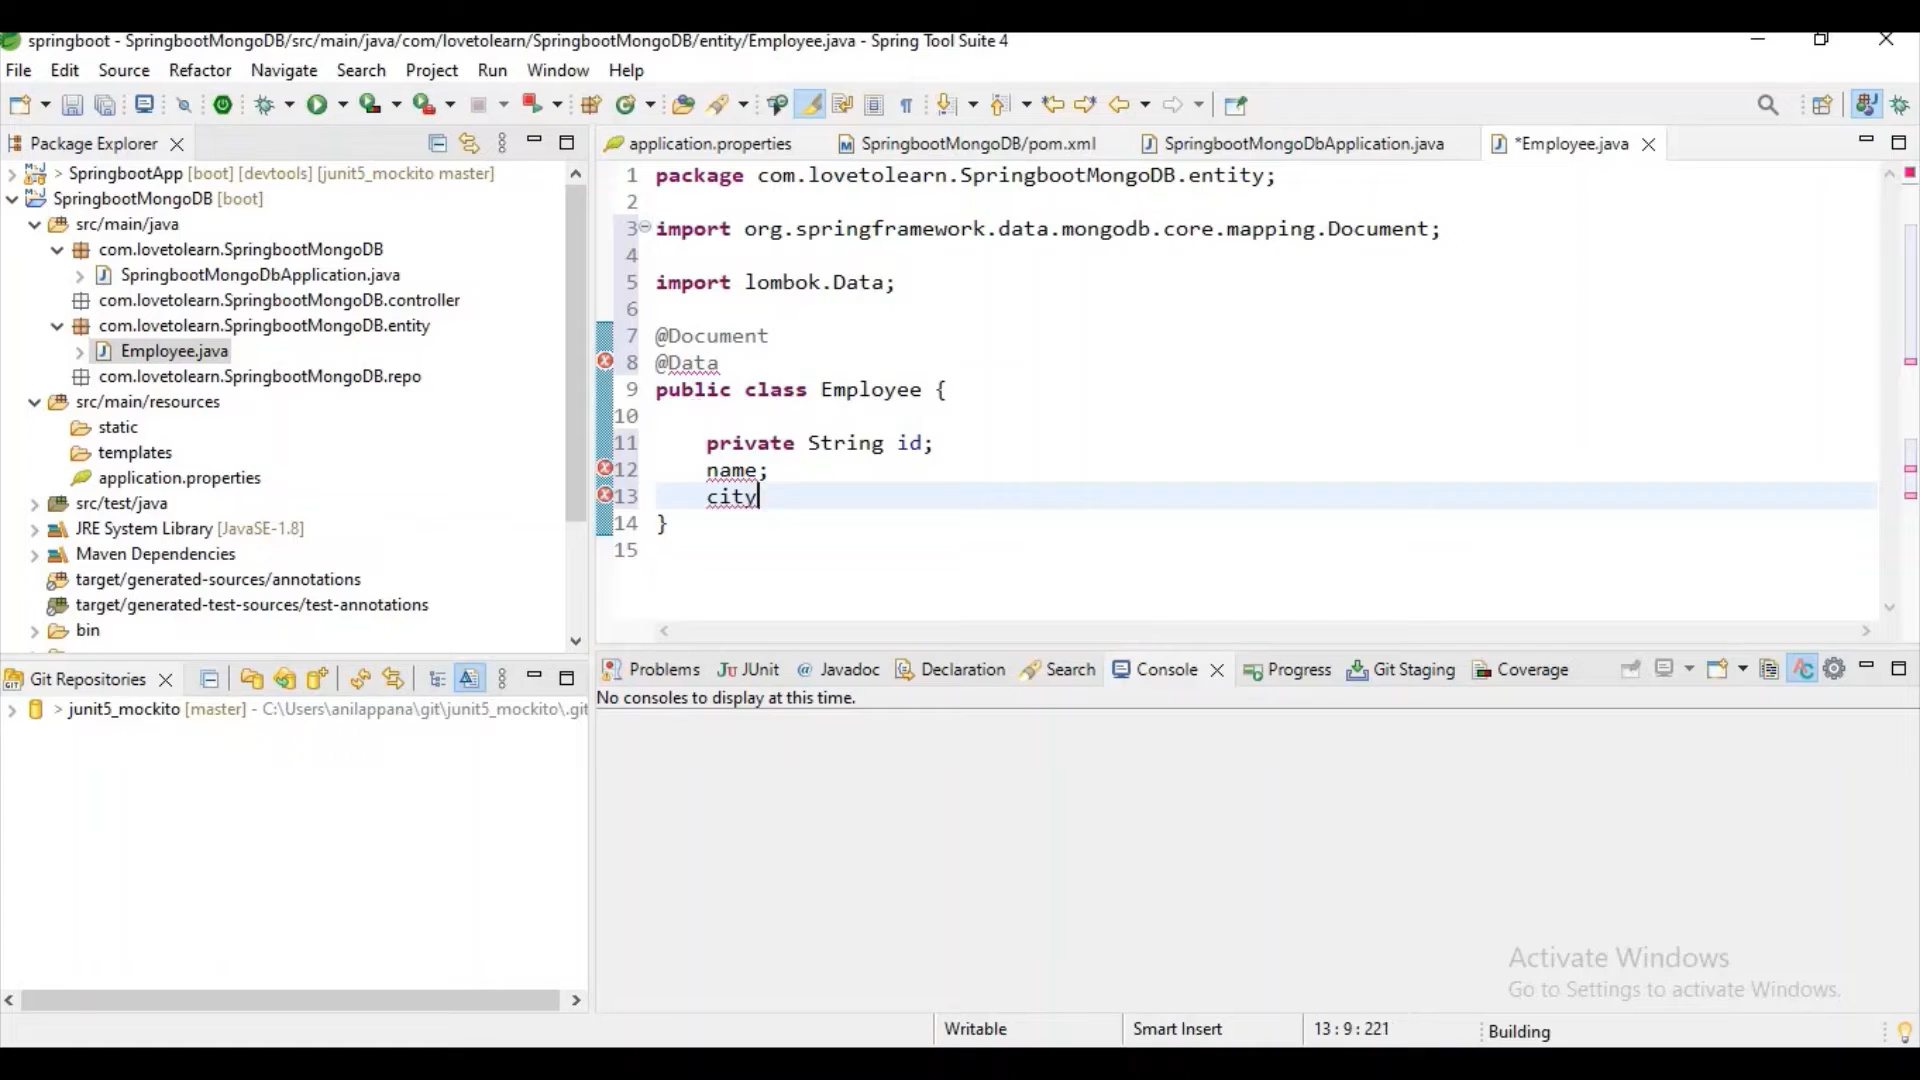 springboot - SpringbootMongoDB/src/main/java/com/lovetolearn/SpringbootMongoDB/entity/Employee.java - Spring Tool Suite 4
File Edit Source Refactor Navigate Search Project Run Window Help
Package Explorer
> SpringbootApp [boot] [devtools] [junit5_mockito master]
SpringbootMongoDB [boot]
src/main/java
com.lovetolearn.SpringbootMongoDB
SpringbootMongoDbApplication.java
com.lovetolearn.SpringbootMongoDB.controller
com.lovetolearn.SpringbootMongoDB.entity
Employee.java
com.lovetolearn.SpringbootMongoDB.repo
src/main/resources
static
templates
application.properties
src/test/java
JRE System Library [JavaSE-1.8]
Maven Dependencies
target/generated-sources/annotations
target/generated-test-sources/test-annotations
bin
application.properties SpringbootMongoDB/pom.xml SpringbootMongoDbApplication.java *Employee.java
1 package com.lovetolearn.SpringbootMongoDB.entity;
2
3 import org.springframework.data.mongodb.core.mapping.Document;
4
5 import lombok.Data;
6
7 @Document
8 @Data
9 public class Employee {
10
11 private String id;
12 name;
13 city
14 }
15
Git Repositories
> junit5_mockito [master] - C:\Users\anilappana\git\junit5_mockito\.git
Problems JUnit Javadoc Declaration Search Console Progress Git Staging Coverage
No consoles to display at this time.
Activate Windows
Go to Settings to activate Windows.
Writable Smart Insert 13 : 9 : 221 Building